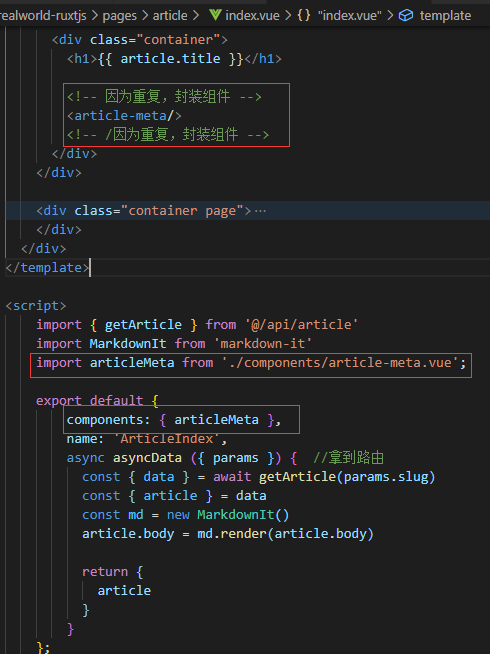 realworld-ruxtjs > pages > article > index.vue > {} "index.vue" > template
<div class="container">
<h1>{{ article.title }}</h1>
<!-- 因为重复，封装组件 -->
<article-meta/>
<!-- /因为重复，封装组件 -->
</div>
</div>
<div class="container page">…
</div>
</div>
</template>
<script>
import { getArticle } from '@/api/article'
import MarkdownIt from 'markdown-it'
import articleMeta from './components/article-meta.vue';
export default {
components: { articleMeta },
name: 'ArticleIndex',
async asyncData ({ params }) {  //拿到路由
const { data } = await getArticle(params.slug)
const { article } = data
const md = new MarkdownIt()
article.body = md.render(article.body)
return {
article
}
}
};